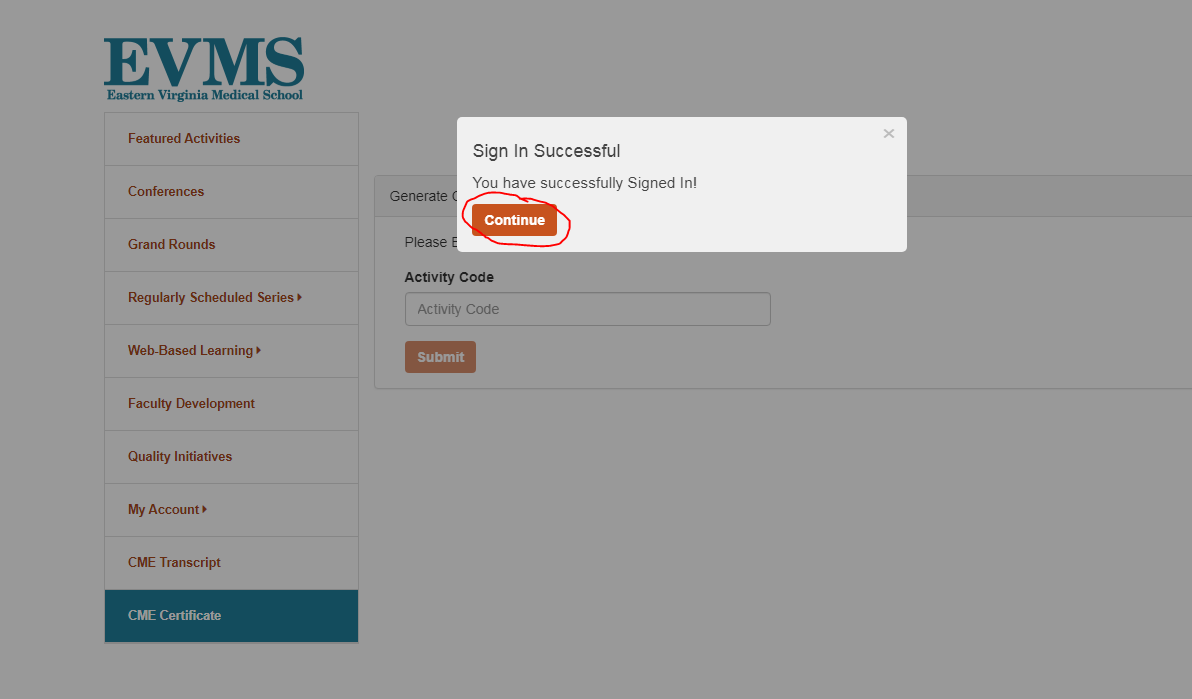 EVMS
Eastern Virginia Medical School
Featured Activities
Conferences
Grand Rounds
Regularly Scheduled Series
Web-Based Learning
Faculty Development
Quality Initiatives
My Account
CME Transcript
CME Certificate
×
Sign In Successful
You have successfully Signed In!
Continue
Generate
Please
Activity Code
Activity Code
Submit